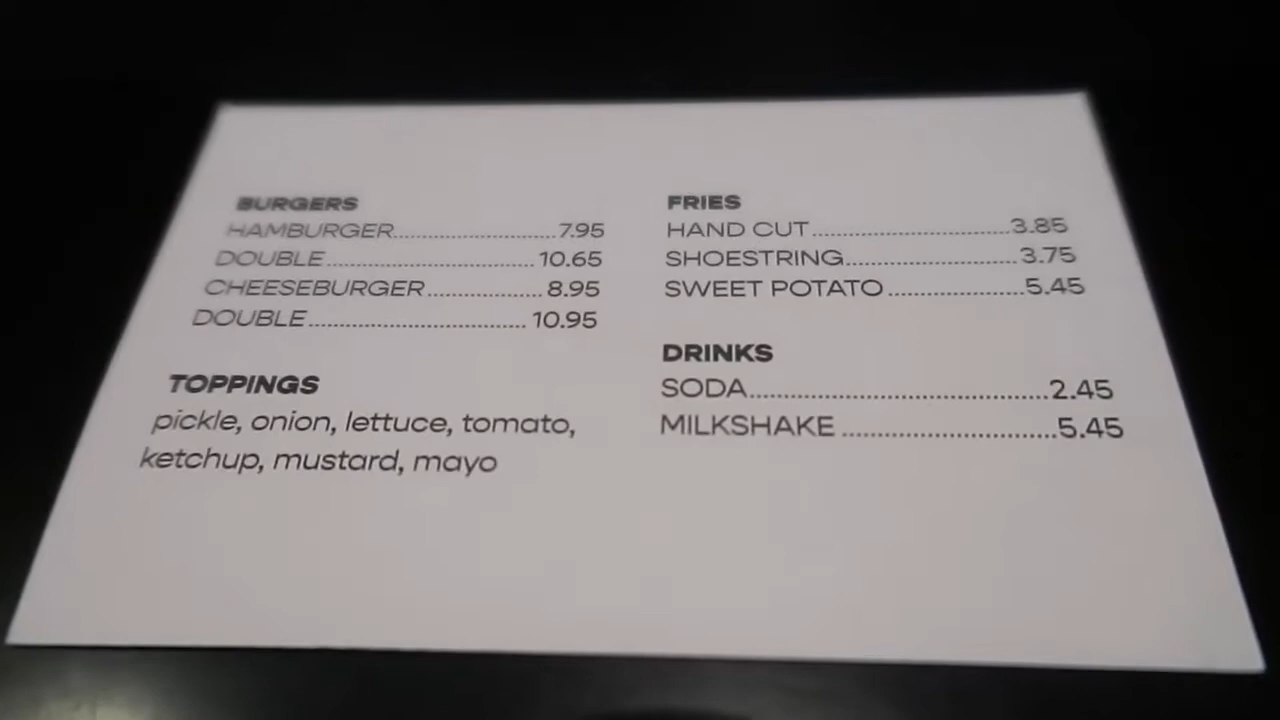 BURGERS
HAMBURGER..............................7.95
DOUBLE......................................10.65
CHEESEBURGER.....................8.95
DOUBLE......................................10.95
TOPPINGS
pickle, onion, lettuce, tomato,
ketchup, mustard, mayo
FRIES
HAND CUT....................................3.85
SHOESTRING...............................3.75
SWEET POTATO.........................5.45
DRINKS
SODA............................................2.45
MILKSHAKE................................5.45